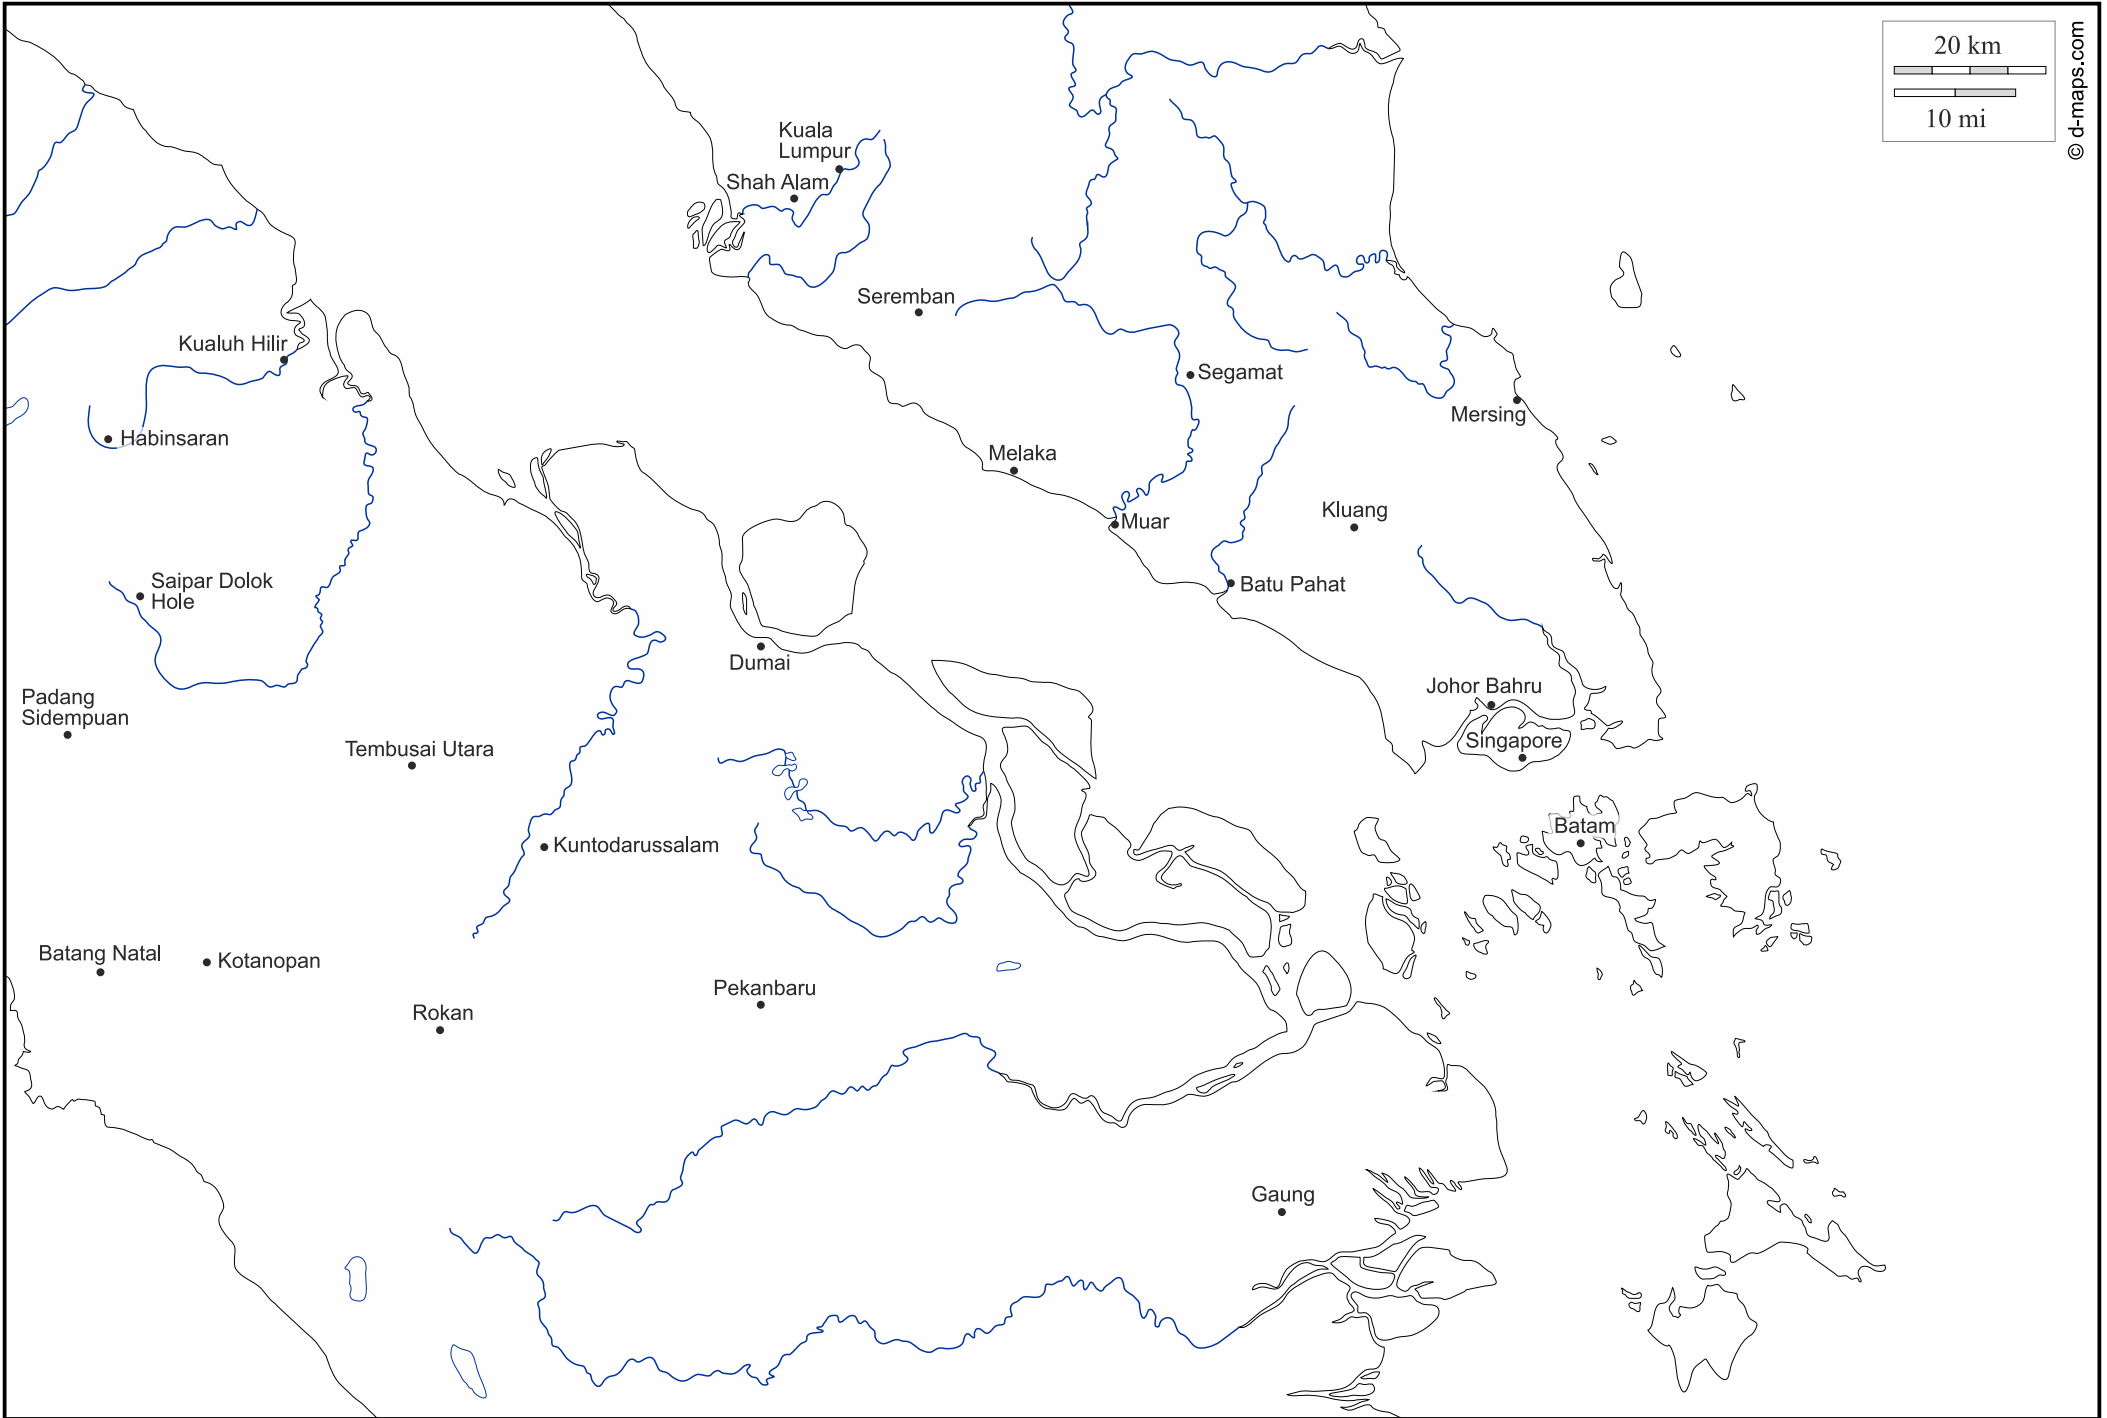 20 km
10 mi
© d-maps.com
Kuala
Lumpur
Shah Alam
Seremban
Kualuh Hilir
Segamat
Mersing
Habinsaran
Melaka
Muar
Kluang
Saipar Dolok
Hole
Batu Pahat
Dumai
Padang
Sidempuan
Johor Bahru
Singapore
Tembusai Utara
Batam
Kuntodarussalam
Batang Natal
Kotanopan
Pekanbaru
Rokan
Gaung